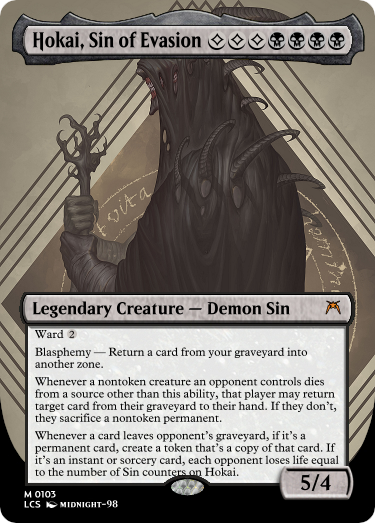 Hokai, Sin of Evasion
Legendary Creature — Demon Sin
Ward 2
Blasphemy — Return a card from your graveyard into
another zone.
Whenever a nontoken creature an opponent controls dies
from a source other than this ability, that player may return
target card from their graveyard to their hand. If they don't,
they sacrifice a nontoken permanent.
Whenever a card leaves opponent's graveyard, if it's a
permanent card, create a token that's a copy of that card. If
it's an instant or sorcery card, each opponent loses life equal
to the number of Sin counters on Hokai.
5/4
M 0103
LCS MIDNIGHT-98